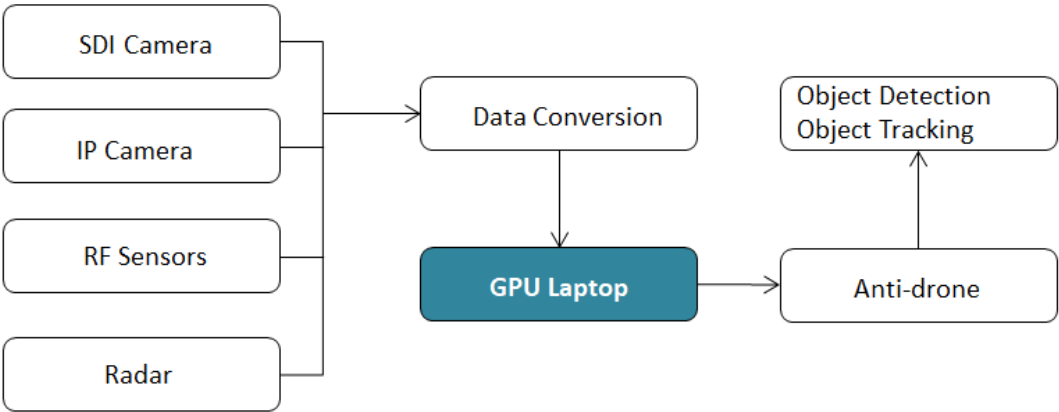 SDI Camera
IP Camera
RF Sensors
Radar
Data Conversion
GPU Laptop
Object Detection
Object Tracking
Anti-drone